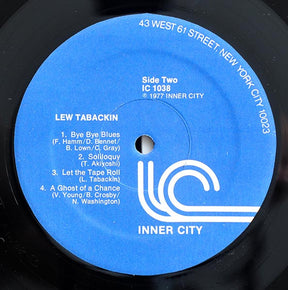 43 WEST 61 STREET, NEW YORK CITY 10023
Side Two
IC 1038
℗ 1977 INNER CITY
LEW TABACKIN
1. Bye Bye Blues
(F. Hamm/D. Bennet/
B. Lown/C. Gray)
2. Soliloquy
(T. Akiyoshi)
3. Let the Tape Roll
(L. Tabackin)
4. A Ghost of a Chance
(V. Young/B. Crosby/
N. Washington)
INNER CITY